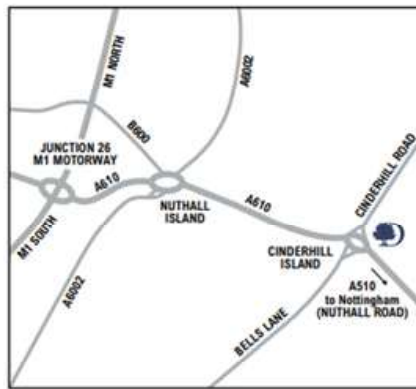 M1 NORTH
A6002
B600
JUNCTION 26
M1 MOTORWAY
A610
CINDERHILL ROAD
NUTHALL
ISLAND
A610
M1 SOUTH
CINDERHILL
ISLAND
A6002
A510
to Nottingham
(NUTHALL ROAD)
BELLS LANE